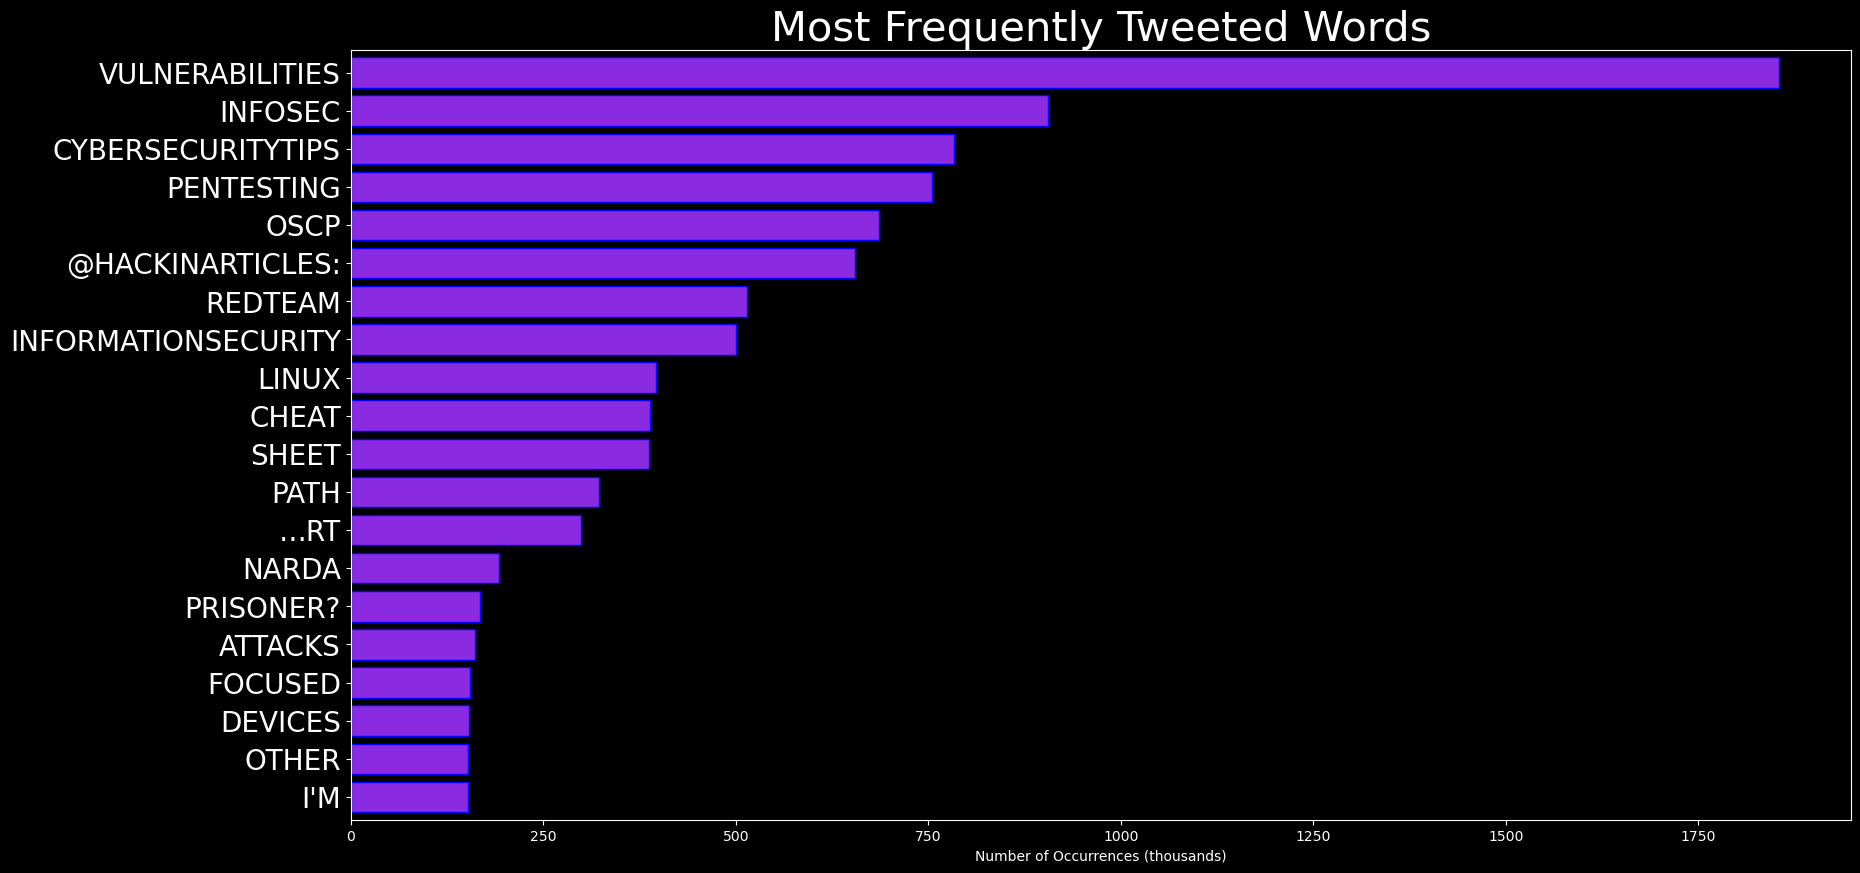 Most Frequently Tweeted Words
VULNERABILITIES
INFOSEC
CYBERSECURITYTIPS
PENTESTING
OSCP
@HACKINARTICLES:
REDTEAM
INFORMATIONSECURITY
LINUX
CHEAT
SHEET
PATH
…RT
NARDA
PRISONER?
ATTACKS
FOCUSED
DEVICES
OTHER
I'M
0 250 500 750 1000 1250 1500 1750
Number of Occurrences (thousands)